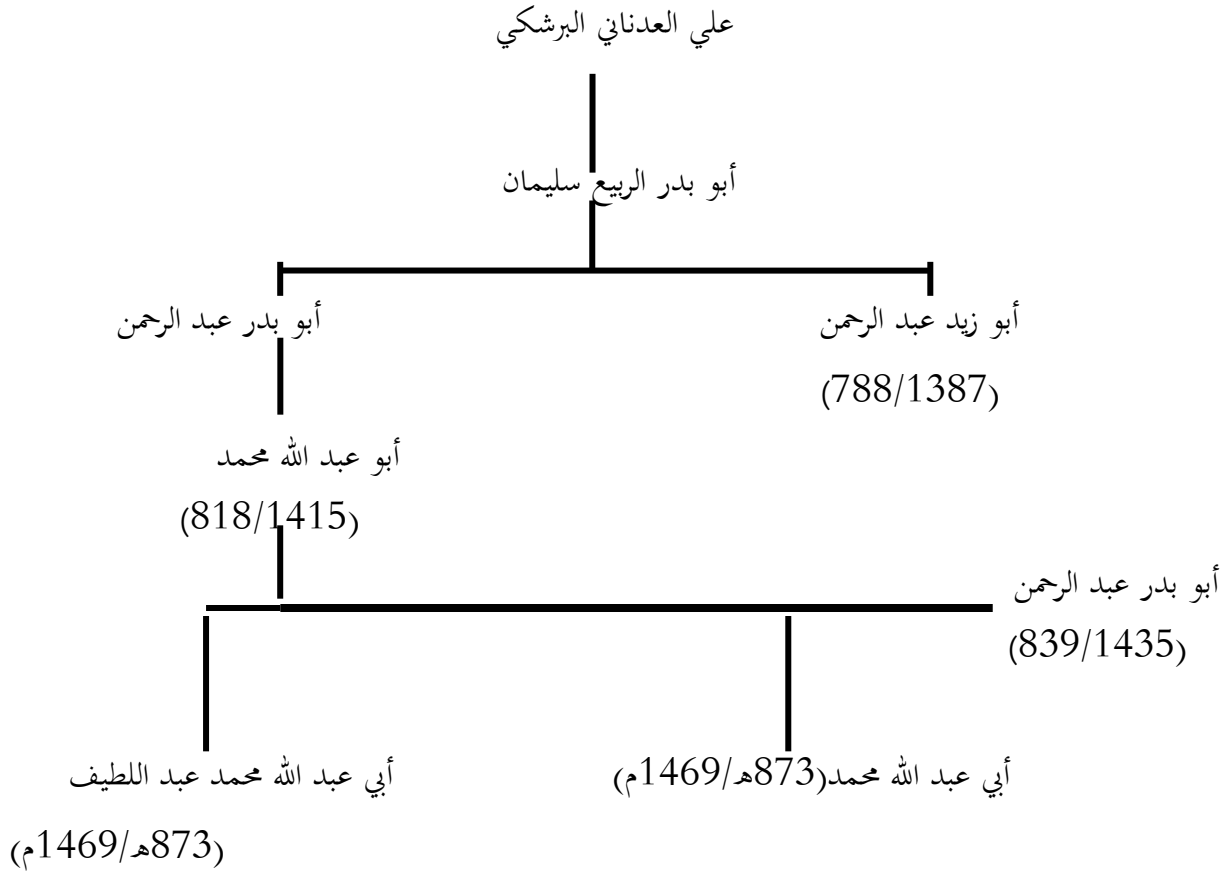 علي العدناني البرشكي
أبو بدر الربيع سليمان
أبو زيد عبد الرحمن
(788/1387)
أبو بدر عبد الرحمن
أبو عبد الله محمد
(818/1415)
أبو بدر عبد الرحمن
(839/1435)
أبي عبد الله محمد(873هـ/1469م)
أبي عبد الله محمد عبد اللطيف
(873هـ/1469م)